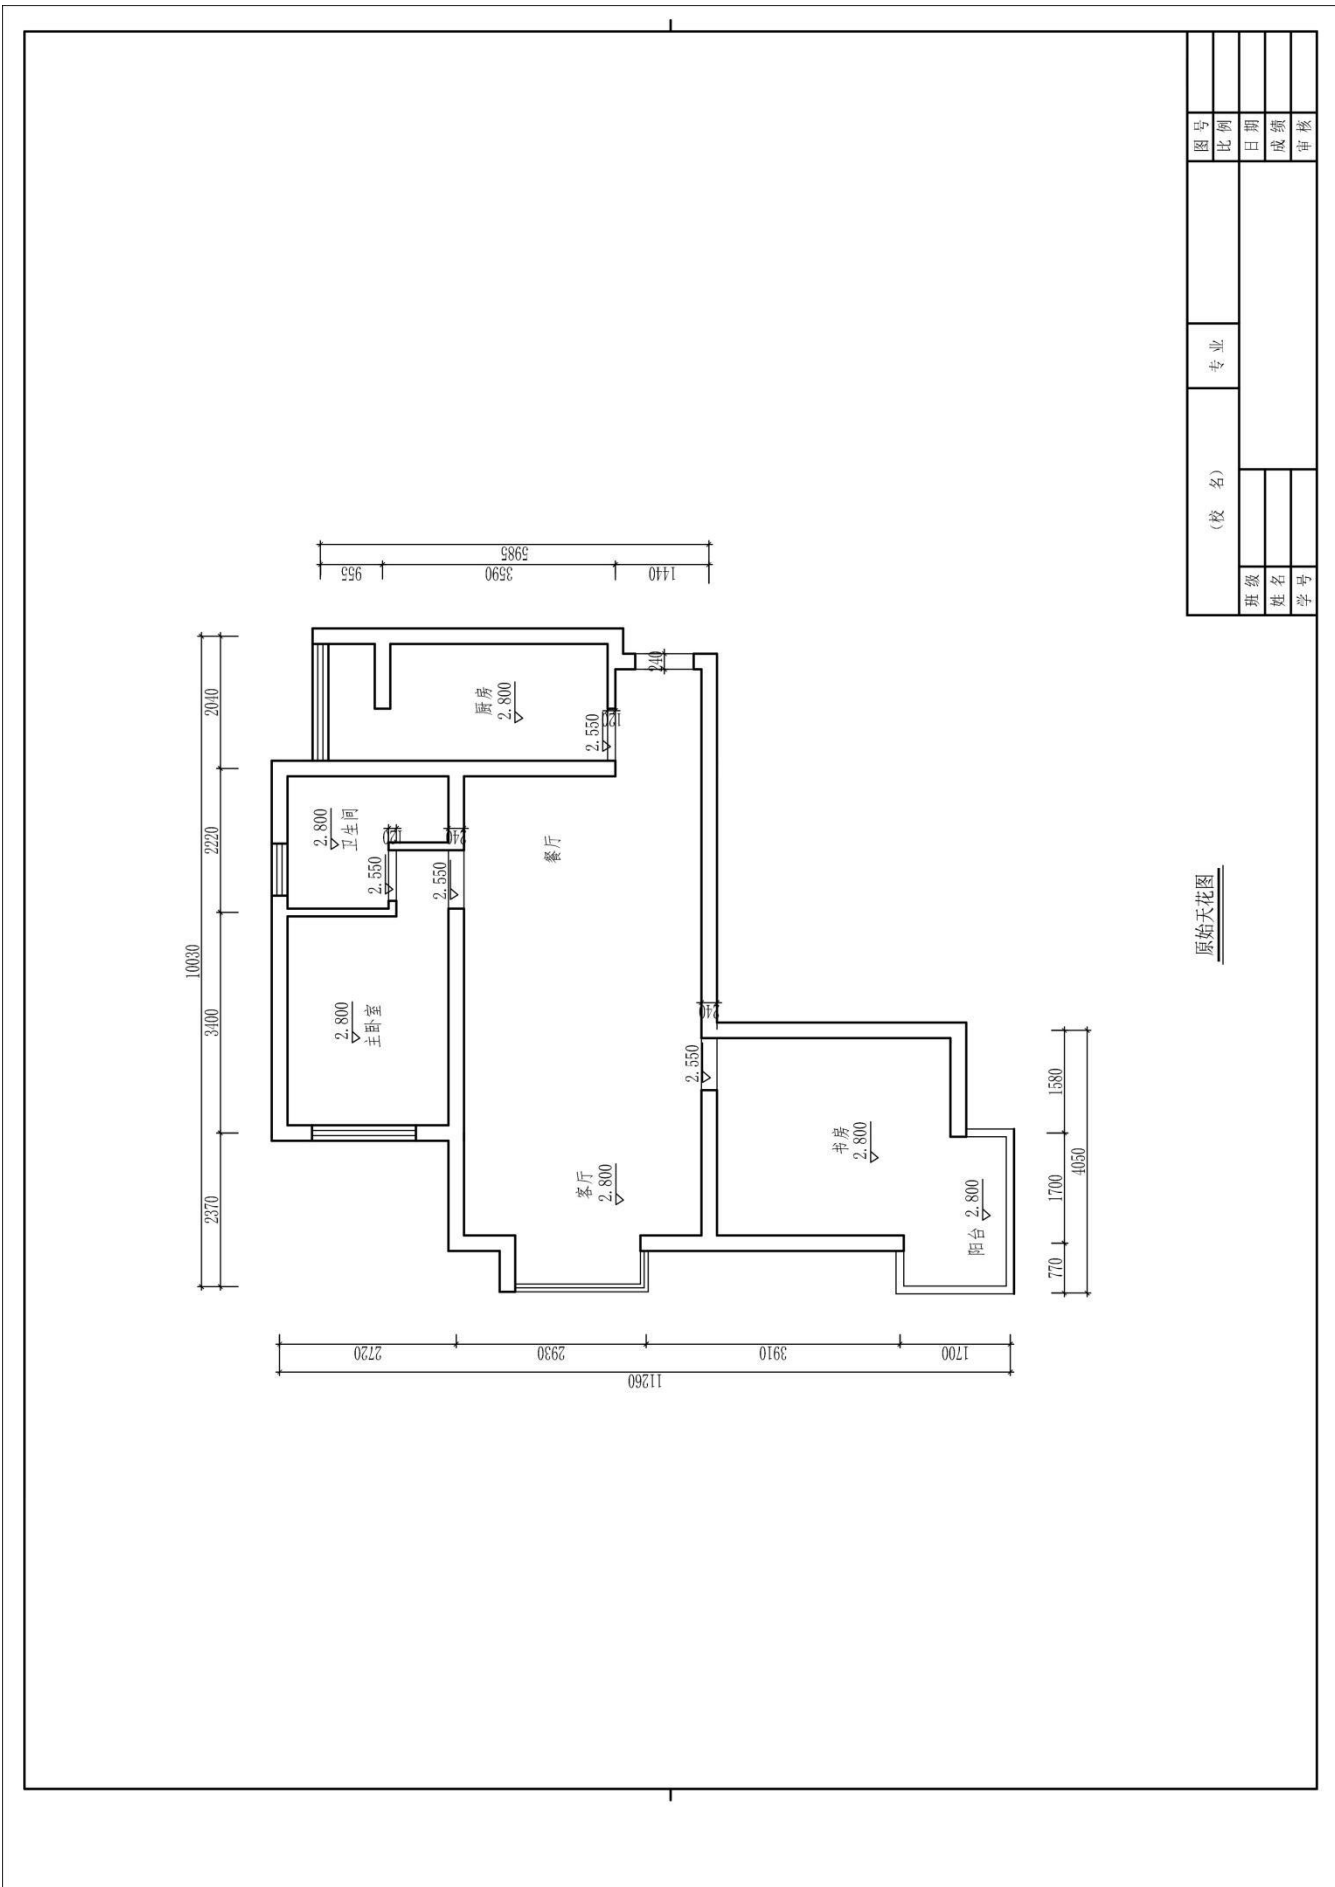 10030
2370
3400
2220
2040
11260
2720
2930
3910
1700
5985
955
3590
1440
4050
770
1700
1580
厨房
2.800
2.550
120
240
2.800
卫生间
120
2.550
240
2.550
餐厅
2.800
主卧室
240
2.550
客厅
2.800
书房
2.800
阳台
2.800
原始天花图
(校 名)
专 业
图 号
比 例
班 级
日 期
姓 名
成 绩
学 号
审 核